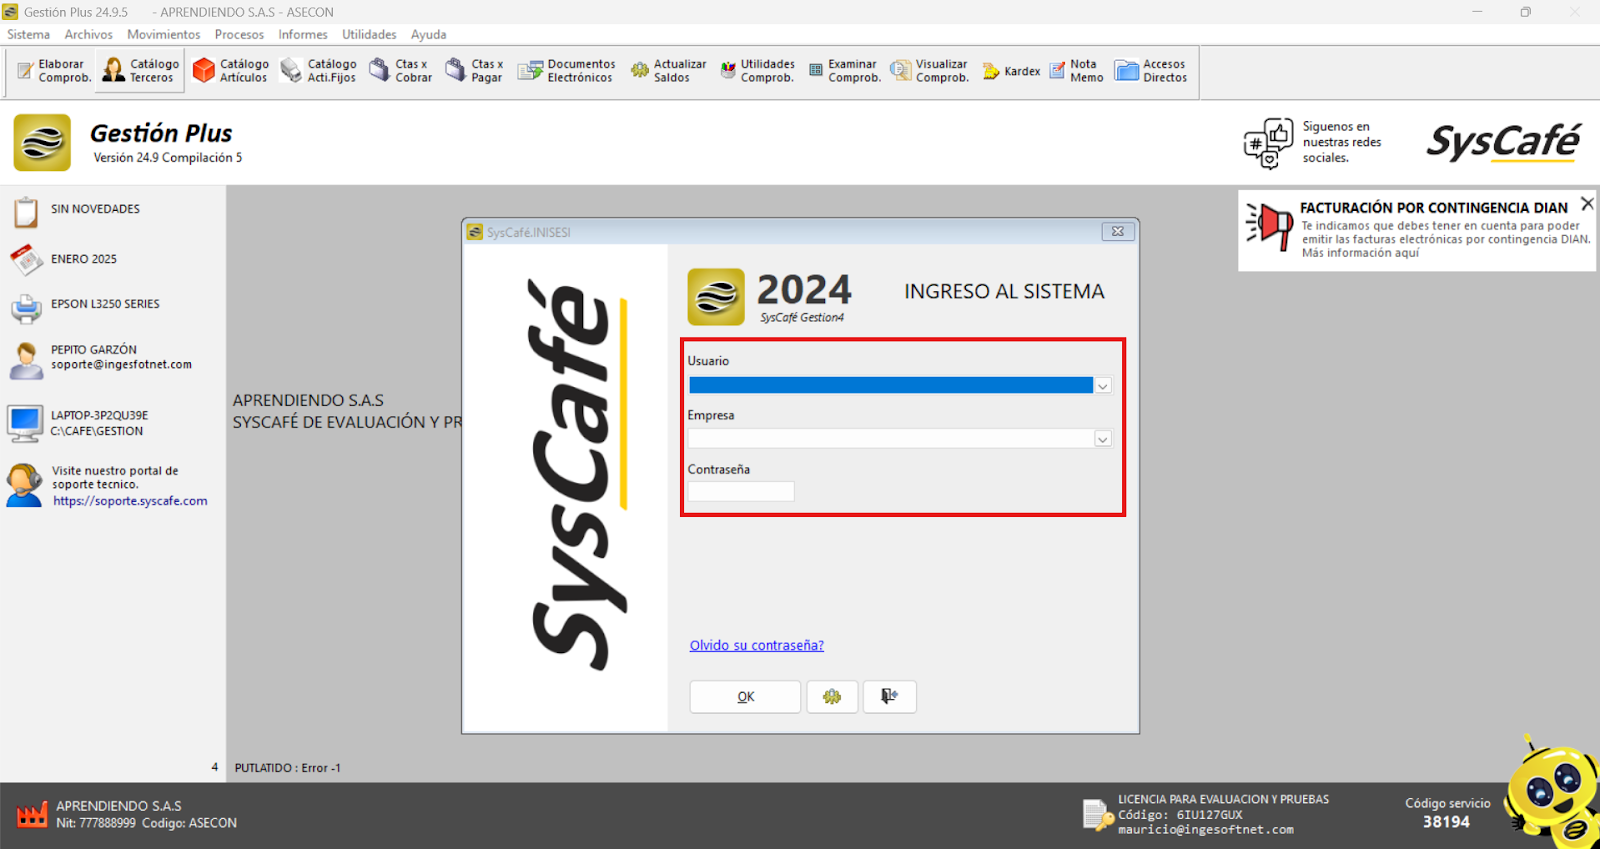 Gestión Plus 24.9.5 - APRENDIENDO S.A.S - ASECON
Sistema Archivos Movimientos Procesos Informes Utilidades Ayuda
Elaborar Comprob.
Catálogo Terceros
Catálogo Artículos
Catálogo Acti.Fijos
Ctas x Cobrar
Ctas x Pagar
Documentos Electrónicos
Actualizar Saldos
Utilidades Comprob.
Examinar Comprob.
Visualizar Comprob.
Kardex
Nota Memo
Accesos Directos
Gestión Plus
Versión 24.9 Compilación 5
#
Siguenos en
nuestras redes
sociales.
SysCafé
SIN NOVEDADES
ENERO 2025
EPSON L3250 SERIES
PEPITO GARZÓN
soporte@ingesfotnet.com
LAPTOP-3P2QU39E
C:\CAFE\GESTION
Visite nuestro portal de
soporte tecnico.
https://soporte.syscafe.com
4
APRENDIENDO S.A.S
SYSCAFÉ DE EVALUACIÓN Y PR
SysCafé.INISESI
SysCafé
2024
SysCafé Gestion4
INGRESO AL SISTEMA
Usuario
Empresa
Contraseña
Olvido su contraseña?
OK
FACTURACIÓN POR CONTINGENCIA DIAN
Te indicamos que debes tener en cuenta para poder
emitir las facturas electrónicas por contingencia DIAN.
Más información aquí
PUTLATIDO : Error -1
APRENDIENDO S.A.S
Nit: 777888999 Codigo: ASECON
LICENCIA PARA EVALUACION Y PRUEBAS
Código: 6IU127GUX
mauricio@ingesoftnet.com
Código servicio
38194